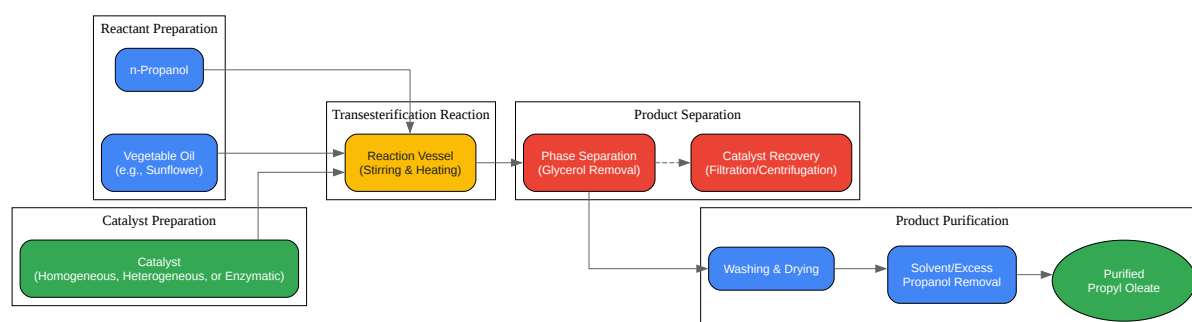 Reactant Preparation
n-Propanol
Vegetable Oil
(e.g., Sunflower)
Catalyst Preparation
Catalyst
(Homogeneous, Heterogeneous, or Enzymatic)
Transesterification Reaction
Reaction Vessel
(Stirring & Heating)
Product Separation
Phase Separation
(Glycerol Removal)
Catalyst Recovery
(Filtration/Centrifugation)
Product Purification
Washing & Drying
Solvent/Excess
Propanol Removal
Purified
Propyl Oleate